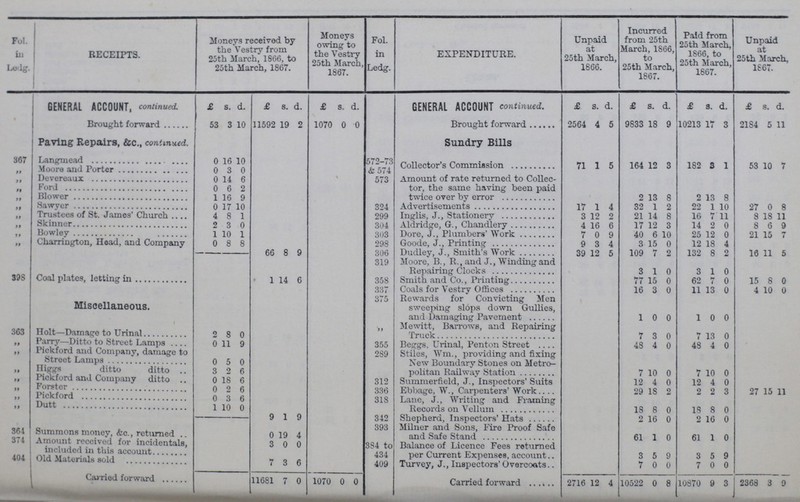 Fol. in Ledg. RECEIPTS. Moneys received by the Vestry from 25th March, 1866, to 25th March, 1867. Moneys owing to the Vestry 25th March, 1867. Fol. in Ledg. EXPENDITURE. Unpaid at 25th March, 1866. Incurred from 25th March, 1866, to 25th March, 1867. Paid from 25th March, 1866, to 25th March, 1867. Unpaid at 25th March, 1867.
GENERAL ACCOUNT, continued. £ s. d. £ s. d. £ s. d.
Brought forward ...... 53 3 10 11592 19 2 1070 0 0
Paving Repairs, &c., continued.
367 Langmead 0 16 10
„ Moore and Porter 0 3 0
„ Devereaux 0 14 6
„ Ford 0 6 2
„ Blower 1 16 9
„ Sawyer 0 17 10
„ Trustees of St. James' Church 4 8 1
„ Skinner 2 3 0
„ Bowley 1 10 1
„ Charrington, Head, and Company 0 8 8
66 8 9
398 Coal plates, letting in 1 14 6
Miscellaneous.
363 Holt—Damage to Urinal 2 8 0
„ Parry—Ditto to Street Lamps 0 11 9
„ Pickford and Company, damage to
Street Lamps 0 5 0
„ Higgs ditto ditto 3 2 6
„ Pickford and Company ditto 0 18 6
„ Forster 0 2 6
„ Pickford 0 3 6
„ Dutt 1 10 0
9 1 9
364 Summons money, &c., returned 0 19 4
374 Amount received for incidentals,
included in this account 3 0 0
404 Old Materials sold 7 3 6
Carried forward ...... 11681 7 0 1070 0 0
GENERAL ACCOUNT continued. £ s. d. £ s. d. £ s. d. £ s. d.
Brought forward ...... 2564 4 5 9833 18 9 10213 17 3 2184 5 11
Sundry Bills
572-73 & 574 Collector's Commission 71 1 5 164 12 3 182 3 1 53 10 7
573 Amount of rate returned to Collec-
tor, the same having been paid
twice over by error 2 13 8 2 13 8
324 Advertisements 17 1 4 32 1 2 22 1 10 27 0 8
299 Inglis, J., Stationery 3 12 2 21 14 8 16 7 11 8 18 11
304 Aldridge, G., Chandlery 4 16 6 17 12 3 14 2 0 8 6 9
303 Dore, J., Plumbers' Work 7 0 9 40 6 10 25 12 0 21 15 7
298 Goode, J., Printing 9 3 4 3 15 0 12 18 4
306 Dudley, J., Smith's Work 39 12 5 109 7 2 132 8 2 16 11 5
319 Moore, B., R., and J., Winding and
Repairing Clocks 3 1 0 3 1 0
358 Smith and Co., Printing 77 15 0 62 7 0 15 8 0
337 Coals for Vestry Offices 16 3 0 11 13 0 4 10 0
375 Rewards for Convicting Men
sweeping slops down Gullies,
and Damaging Pavement 1 0 0 1 0 0
„ Mewitt, Barrows, and Repairing
Truck 7 3 0 7 13 0
355 Beggs, Urinal, Penton Street 48 4 0 48 4 0
289 Stiles, Wm., providing and fixing
New Boundary Stones on Metro-
politan Railway Station 7 10 0 7 10 0
312 Summerfield, J., Inspectors' Suits 12 4 0 12 4 0
336 Ebbage, W., Carpenters' Work 29 18 2 2 2 3 27 15 11
318 Lane, J., Writing and Framing
Records on Vellum 18 8 0 18 8 0
342 Shepherd, Inspectors' Hats 2 16 0 2 16 0
393 Milner and Sons, Fire Proof Safe
and Safe Stand 61 1 0 61 1 0
384 to 434 Balance of Licence Fees returned
per Current Expenses, account 3 5 9 3 5 9
409 Turvey, J., Inspectors' Overcoats 7 0 0 7 0 0
Carried forward ...... 2716 12 4 10522 0 8 10870 9 3 2368 3 9